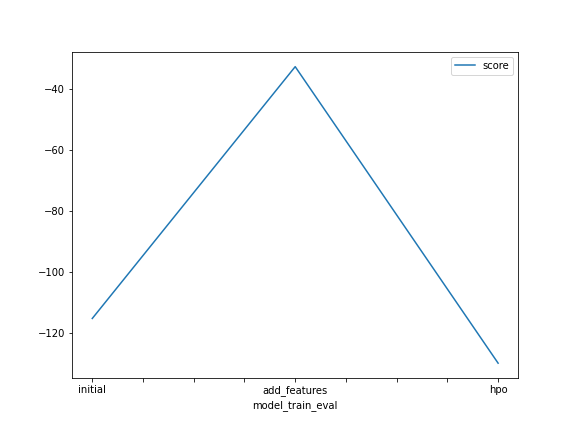 score
−40
−60
−80
−100
−120
initial add_features hpo
model_train_eval